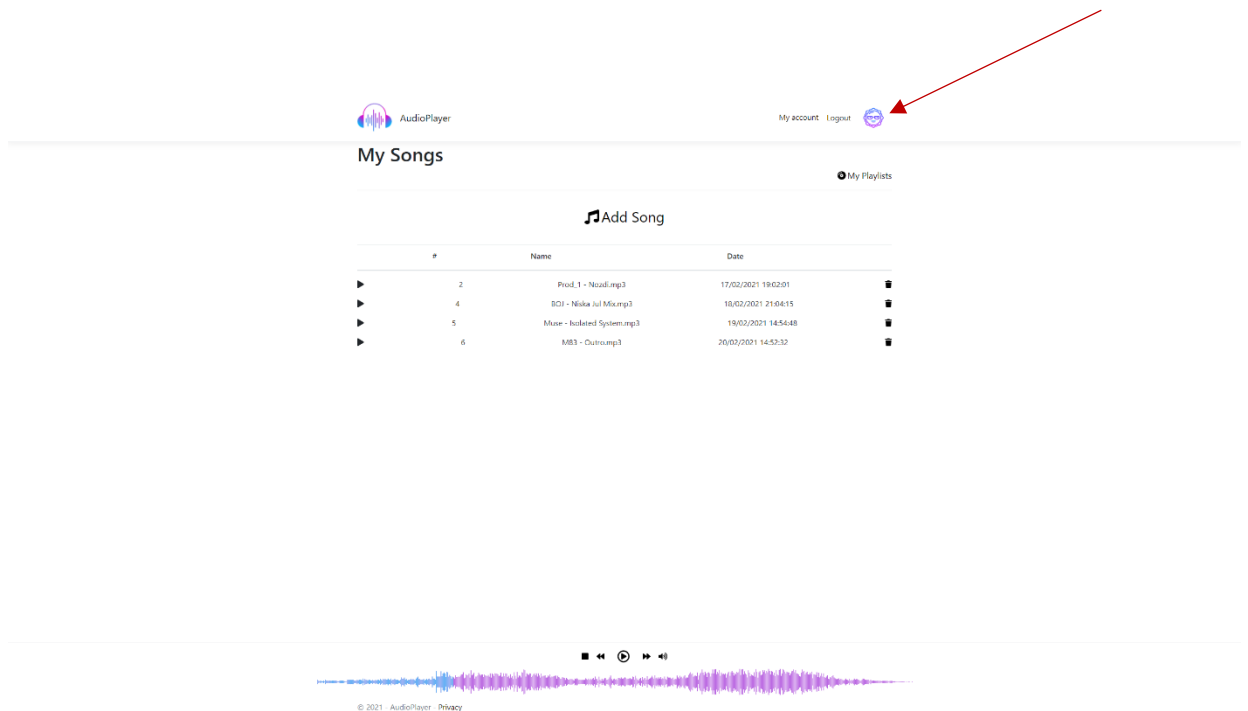 AudioPlayer My account Logout
My Songs
My Playlists
Add Song
# Name Date
2 Prod_1 - Nozdi.mp3 17/02/2021 19:02:01
4 BOJ - Niska Jul Mix.mp3 18/02/2021 21:04:15
5 Muse - Isolated System.mp3 19/02/2021 14:54:48
6 M83 - Outro.mp3 20/02/2021 14:52:32
© 2021 - AudioPlayer - Privacy